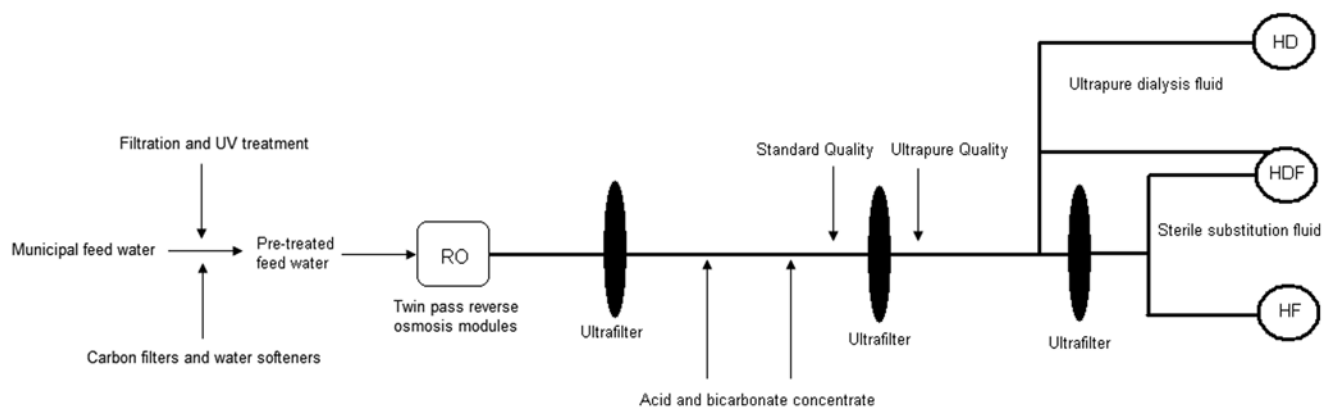 HD
Ultrapure dialysis fluid
Filtration and UV treatment
Standard Quality
Ultrapure Quality
HDF
Municipal feed water
Pre-treated
feed water
RO
Sterile substitution fluid
Twin pass reverse
osmosis modules
Ultrafilter
Ultrafilter
Ultrafilter
HF
Carbon filters and water softeners
Acid and bicarbonate concentrate